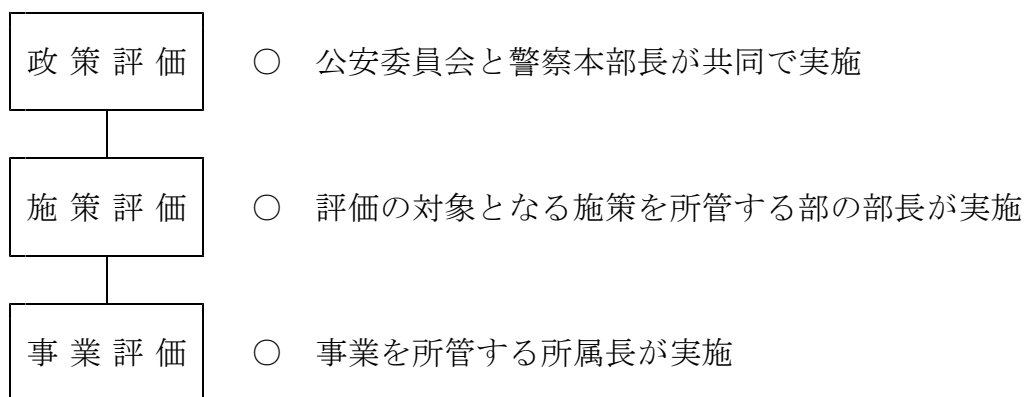 政策評価 ○ 公安委員会と警察本部長が共同で実施
施策評価 ○ 評価の対象となる施策を所管する部の部長が実施
事業評価 ○ 事業を所管する所属長が実施